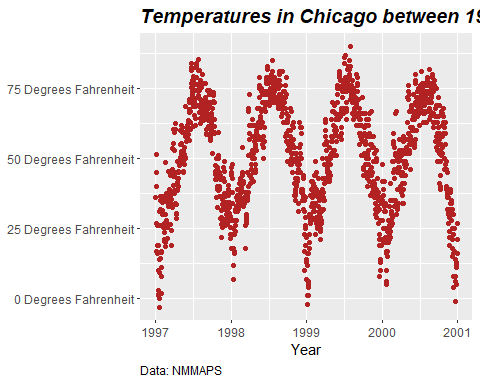 Temperatures in Chicago between 19
75 Degrees Fahrenheit
50 Degrees Fahrenheit
25 Degrees Fahrenheit
0 Degrees Fahrenheit
1997 1998 1999 2000 2001
Year
Data: NMMAPS